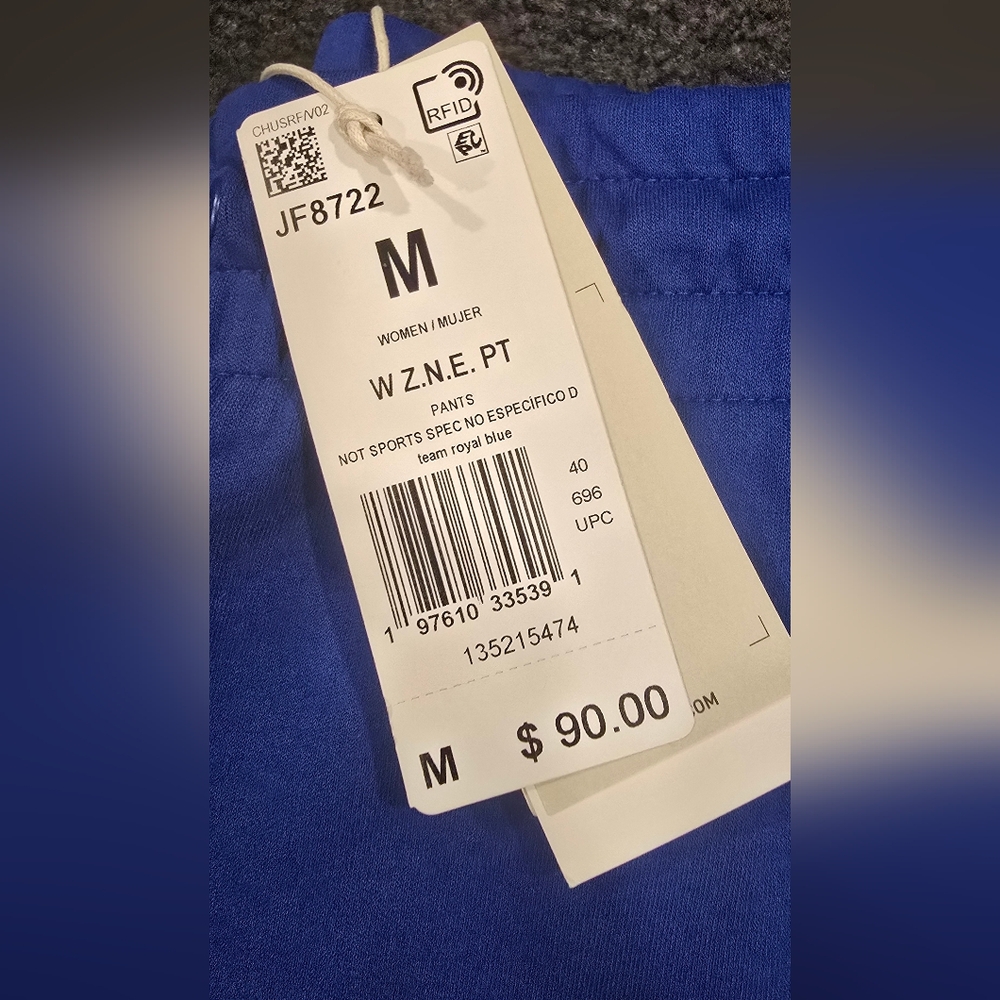 CHUSRF/V02
RFID
JF8722
M
WOMEN / MUJER
W Z.N.E. PT
PANTS
NOT SPORTS SPEC NO ESPECÍFICO D
team royal blue
40
696
UPC
1 97610 33539 1
135215474
M $ 90.00